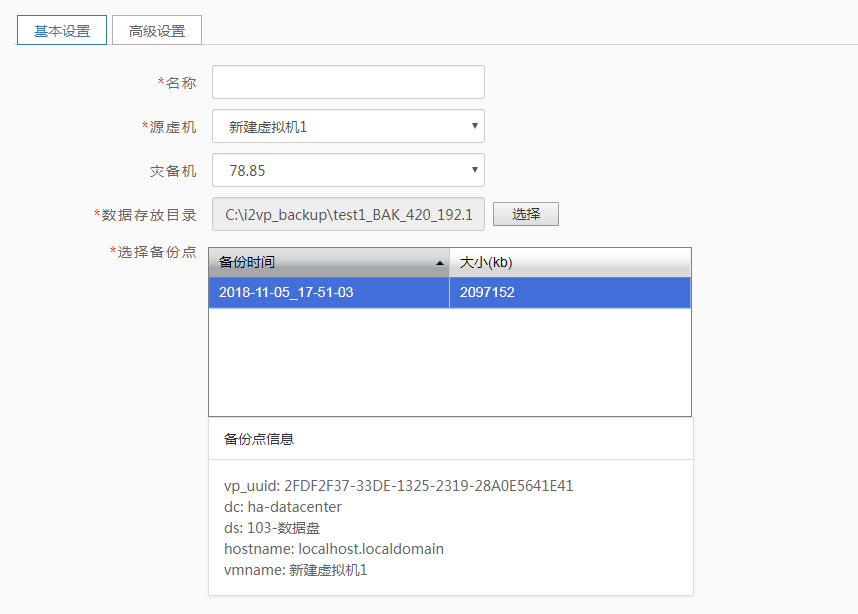 基本设置 高级设置
*名称
*源虚机 新建虚拟机1
灾备机 78.85
*数据存放目录 C:\i2vp_backup\test1_BAK_420_192.1 选择
*选择备份点
备份时间 大小(kb)
2018-11-05_17-51-03 2097152
备份点信息
vp_uuid: 2FDF2F37-33DE-1325-2319-28A0E5641E41
dc: ha-datacenter
ds: 103-数据盘
hostname: localhost.localdomain
vmname: 新建虚拟机1